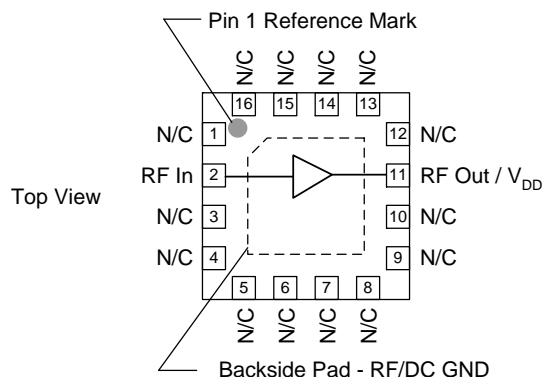 Pin 1 Reference Mark
N/C N/C N/C N/C
16 15 14 13
N/C 1 12 N/C
RF In 2 11 RF Out / VDD
Top View
N/C 3 10 N/C
N/C 4 9 N/C
5 6 7 8
N/C N/C N/C N/C
Backside Pad - RF/DC GND